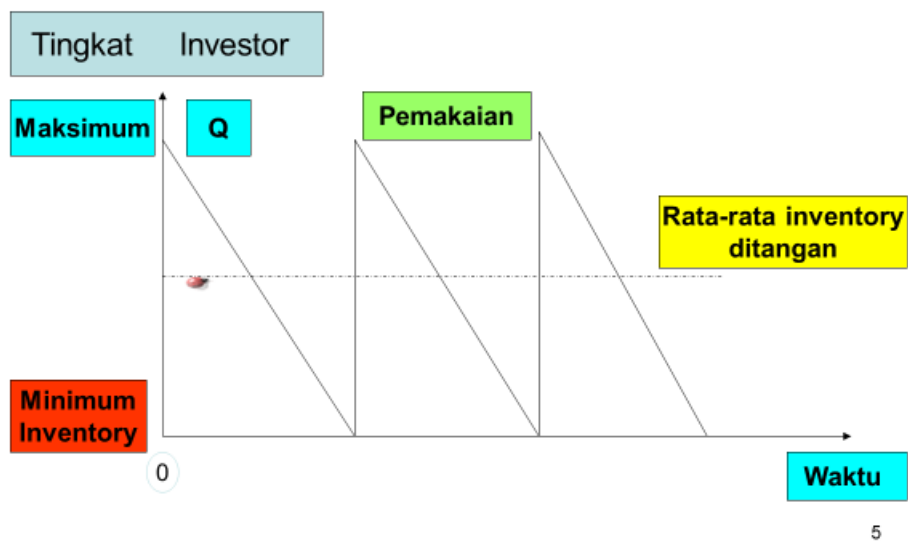 Tingkat Investor
Maksimum
Q
Pemakaian
Rata-rata inventory
ditangan
Minimum
Inventory
0
Waktu
5